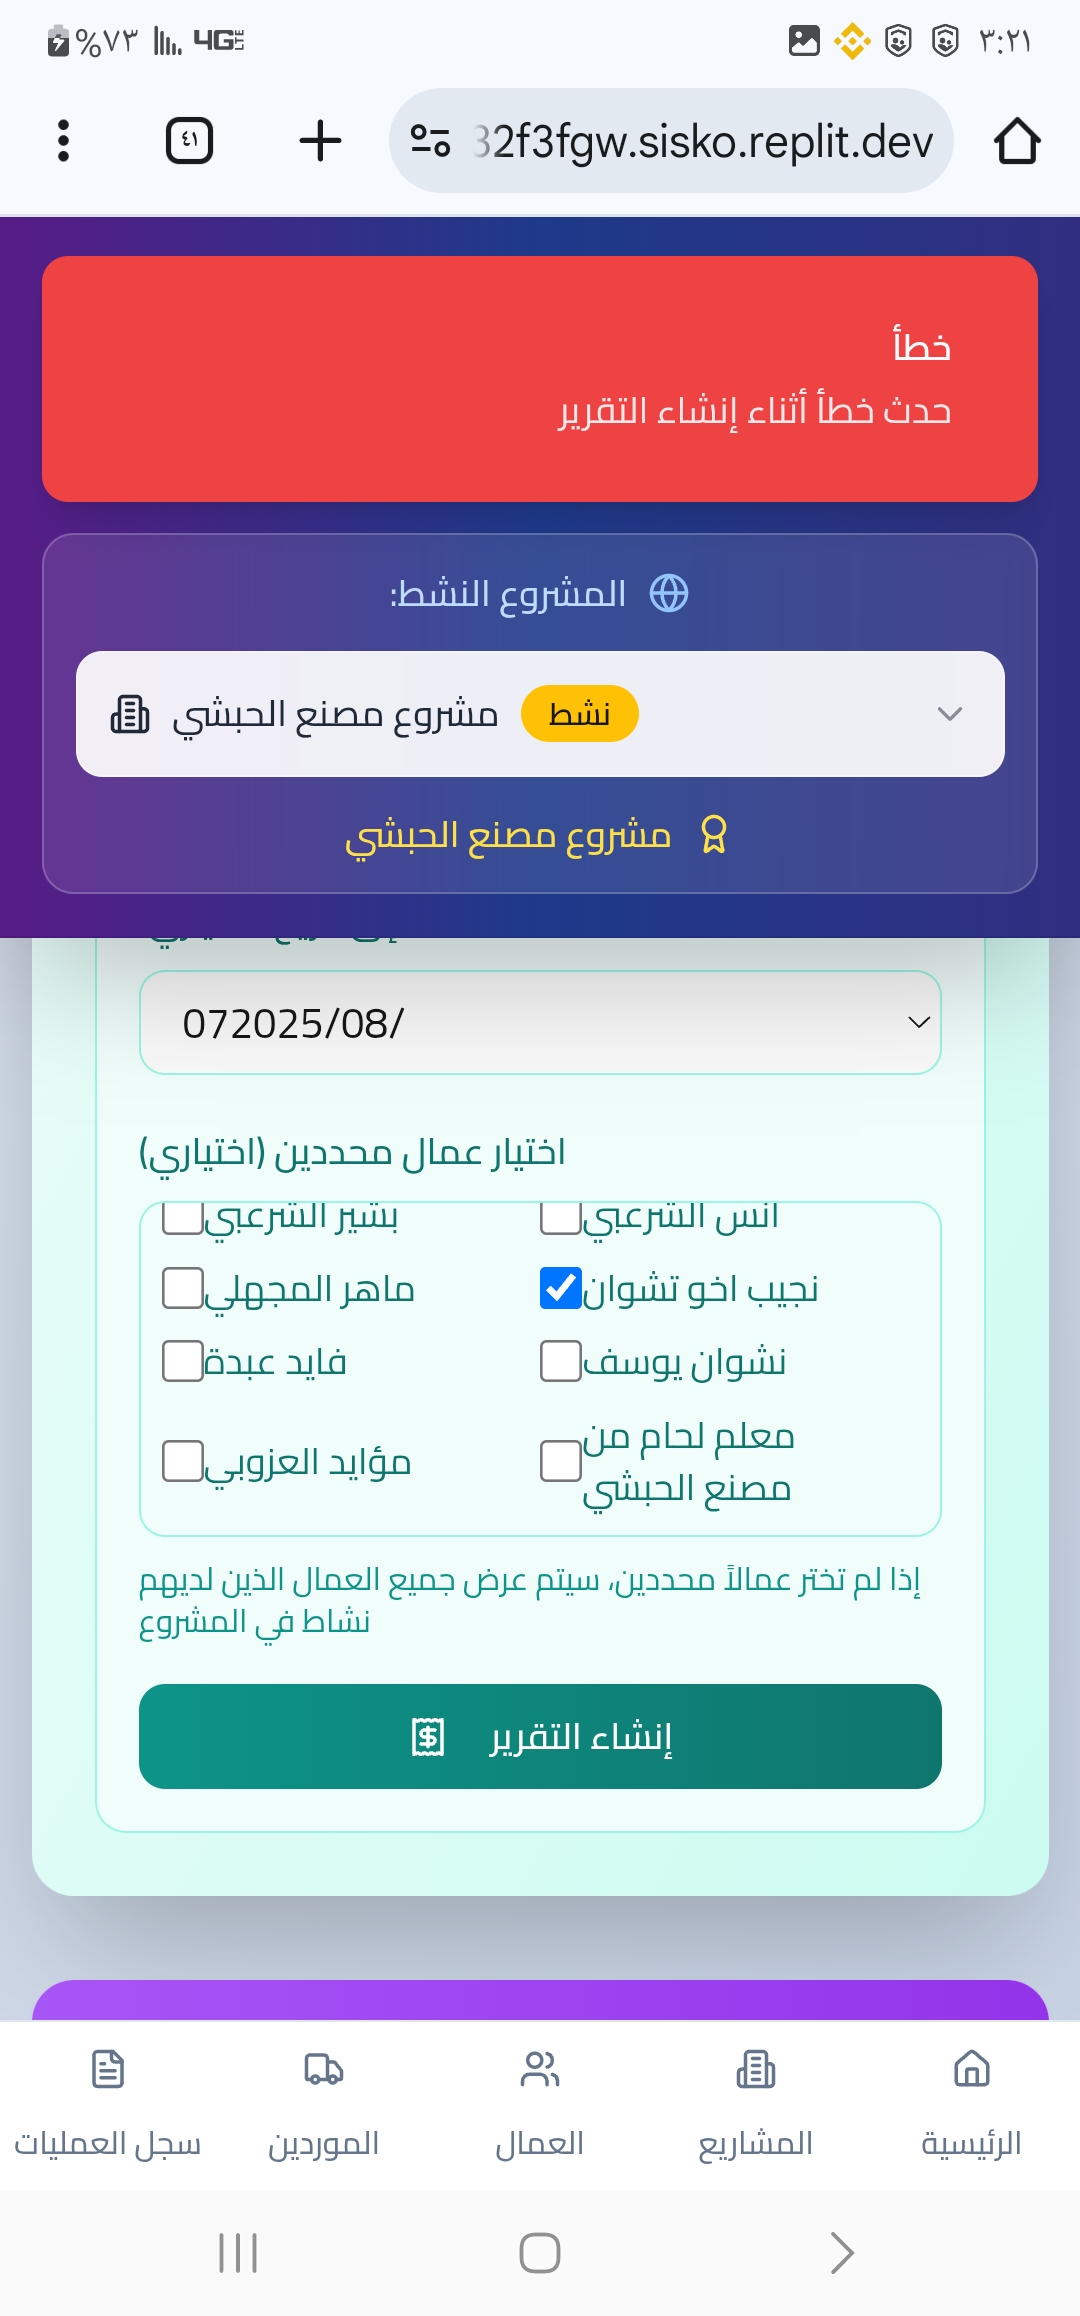 ٣:٢١
4G LTE
%٧٣
32f3fgw.sisko.replit.dev
٤١
خطأ
حدث خطأ أثناء إنشاء التقرير
المشروع النشط:
مشروع مصنع الحبشي نشط
مشروع مصنع الحبشي
072025/08/
اختيار عمال محددين (اختياري)
انس الشرعبي
بشير الشرعبي
نجيب اخو تشوان
ماهر المجهلي
نشوان يوسف
فايد عبدة
معلم لحام من
مصنع الحبشي
مؤايد العزوبي
إذا لم تختر عمالاً محددين، سيتم عرض جميع العمال الذين لديهم
نشاط في المشروع
إنشاء التقرير
الرئيسية
المشاريع
العمال
الموردين
سجل العمليات